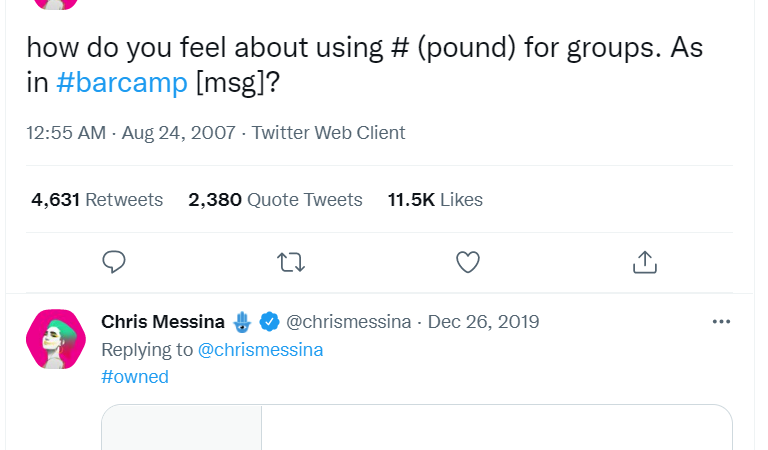 how do you feel about using # (pound) for groups. As
in #barcamp [msg]?
12:55 AM · Aug 24, 2007 · Twitter Web Client
4,631 Retweets 2,380 Quote Tweets 11.5K Likes
Chris Messina @chrismessina · Dec 26, 2019
Replying to @chrismessina
#owned